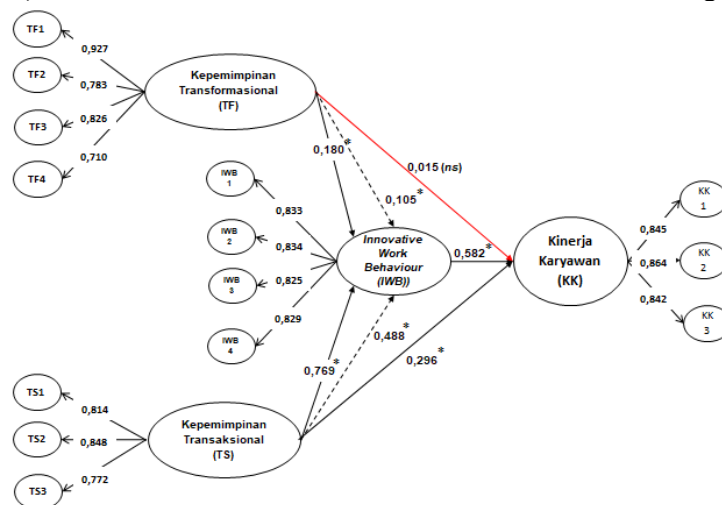 TF1
0,927
TF2
0,783
TF3
0,826
TF4
0,710
Kepemimpinan
Transformasional
(TF)
0,180*
0,105*
0,015 (ns)
IWB
1
0,833
IWB
2
0,834
IWB
3
0,825
IWB
4
0,829
Innovative
Work
Behaviour
(IWB))
0,582*
Kinerja
Karyawan
(KK)
KK
1
0,845
KK
2
0,864
KK
3
0,842
0,769*
0,488*
0,296*
TS1
0,814
TS2
0,848
TS3
0,772
Kepemimpinan
Transaksional
(TS)